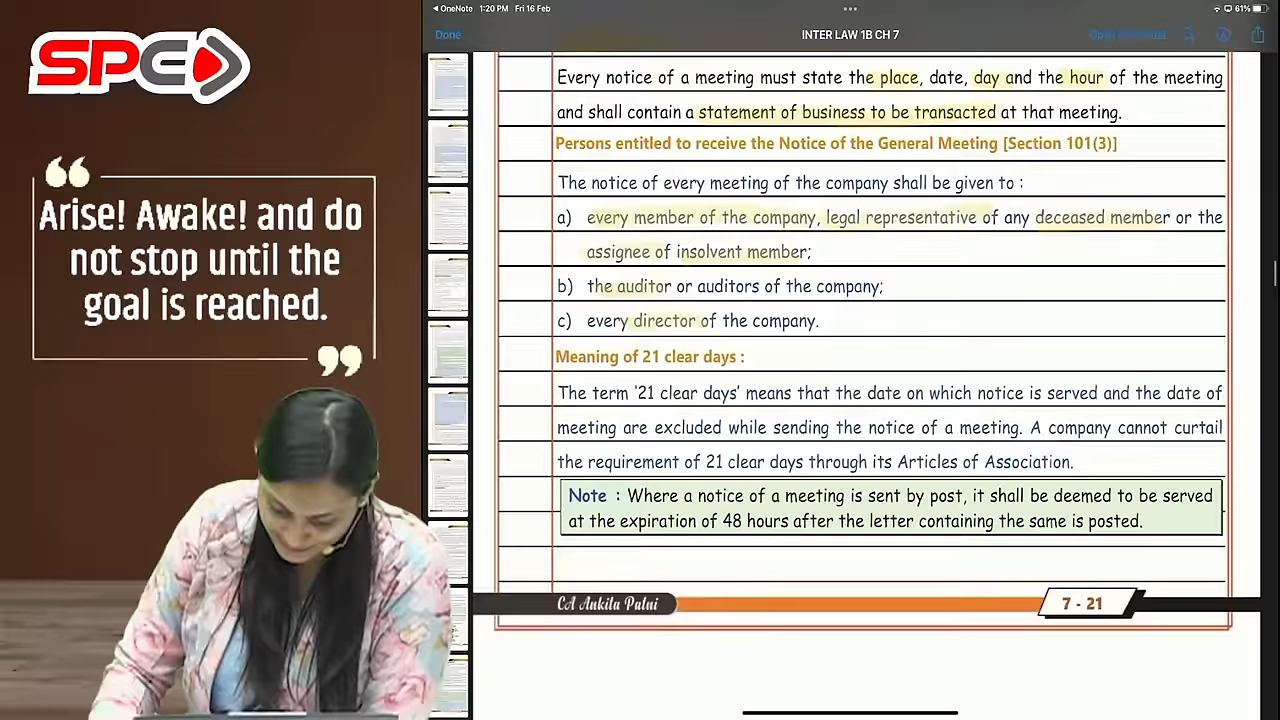 SPC
OneNote 1:20 PM Fri 16 Feb
61%
Done
INTER LAW 1B CH 7
Every notice of a meeting must state the place, date, day and the hour of the meeting
and shall contain a statement of business to be transacted at that meeting.
Persons entitled to receive the Notice of the General Meeting [Section 101(3)]
The notice of every meeting of the company shall be given to :
a) every member of the company, legal representative of any deceased member or the
assignee of insolvent member
b) the auditor or auditors of the company
c) every director of the company.
Meaning of 21 clear days :
The term 21 clear days means that the date on which notice is served and the date of
meeting are excluded while sending the notice of a meeting. A company cannot curtail
the requirement of 21 clear days through its Articles of Association.
Note : Where a notice of a meeting is sent by post, it shall be deemed to be served
at the expiration of 48 hours after the letter containing the same is posted
CA Ankita
7 - 21
“
Arise! Awake! and do
not stop until the
goal is reached.
”